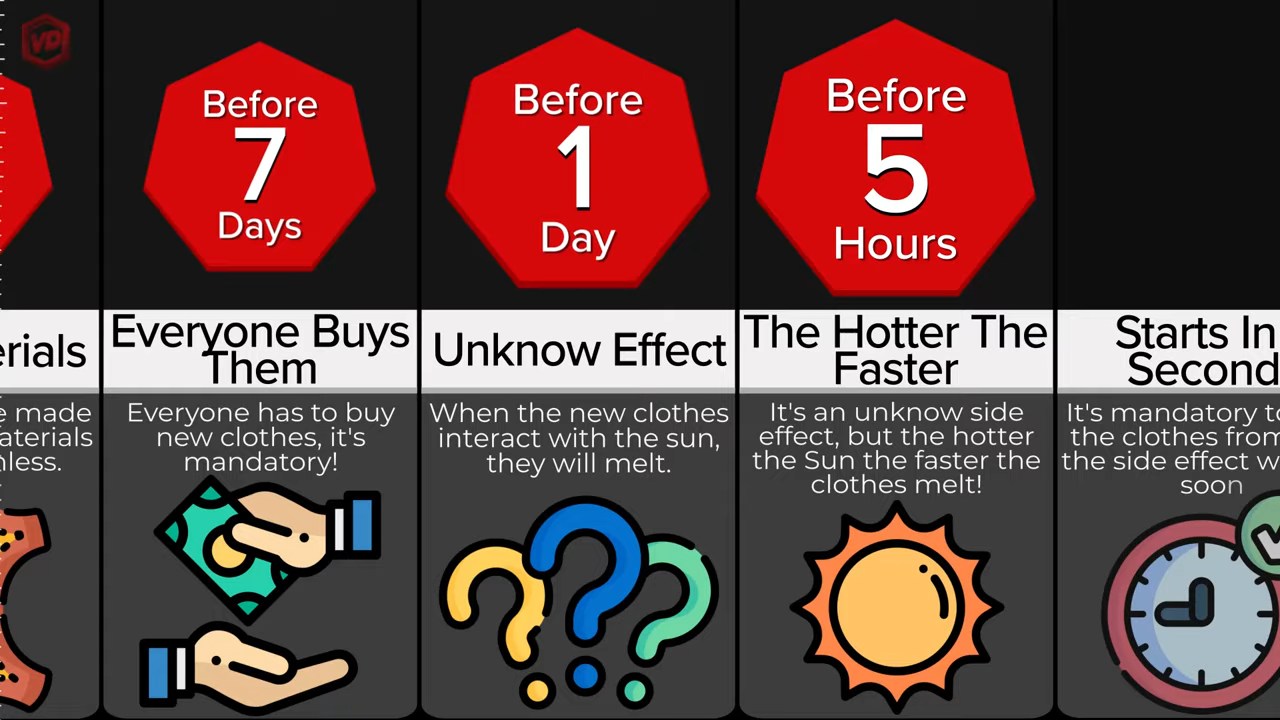 VD
erials
e made
aterials
nless.
Before
7
Days
Everyone Buys
Them
Everyone has to buy
new clothes, it's
mandatory!
Before
1
Day
Unknow Effect
When the new clothes
interact with the sun,
they will melt.
Before
5
Hours
The Hotter The
Faster
It's an unknow side
effect, but the hotter
the Sun the faster the
clothes melt!
Starts In
Second
It's mandatory to
the clothes from
the side effect w
soon